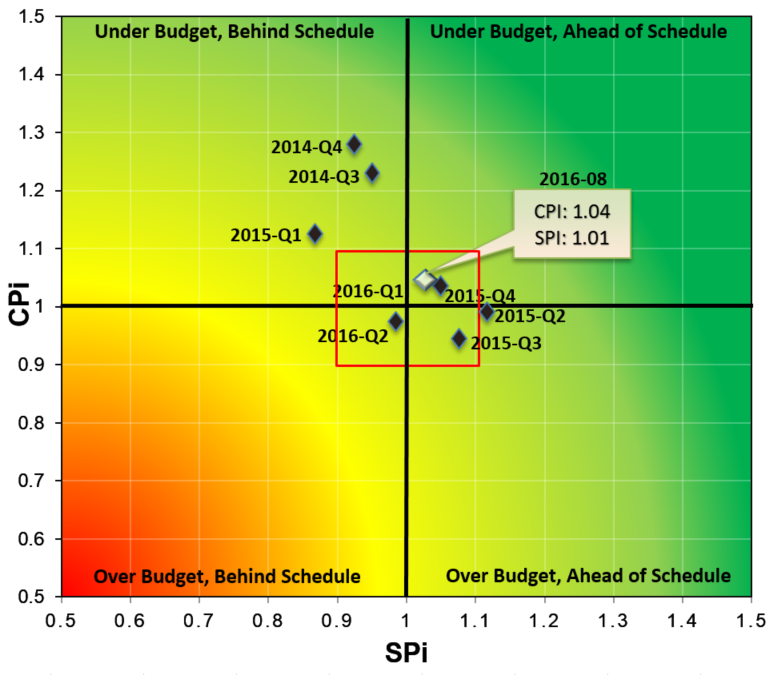 Under Budget, Behind Schedule
Under Budget, Ahead of Schedule
1.5
1.4
1.3
1.2
1.1
1
0.9
0.8
0.7
0.6
0.5
CPi
2014-Q4
2014-Q3
2016-08
CPI: 1.04
SPI: 1.01
2015-Q1
2016-Q1
2015-Q4
2015-Q2
2016-Q2
2015-Q3
Over Budget, Behind Schedule
Over Budget, Ahead of Schedule
0.5 0.6 0.7 0.8 0.9 1 1.1 1.2 1.3 1.4 1.5
SPi